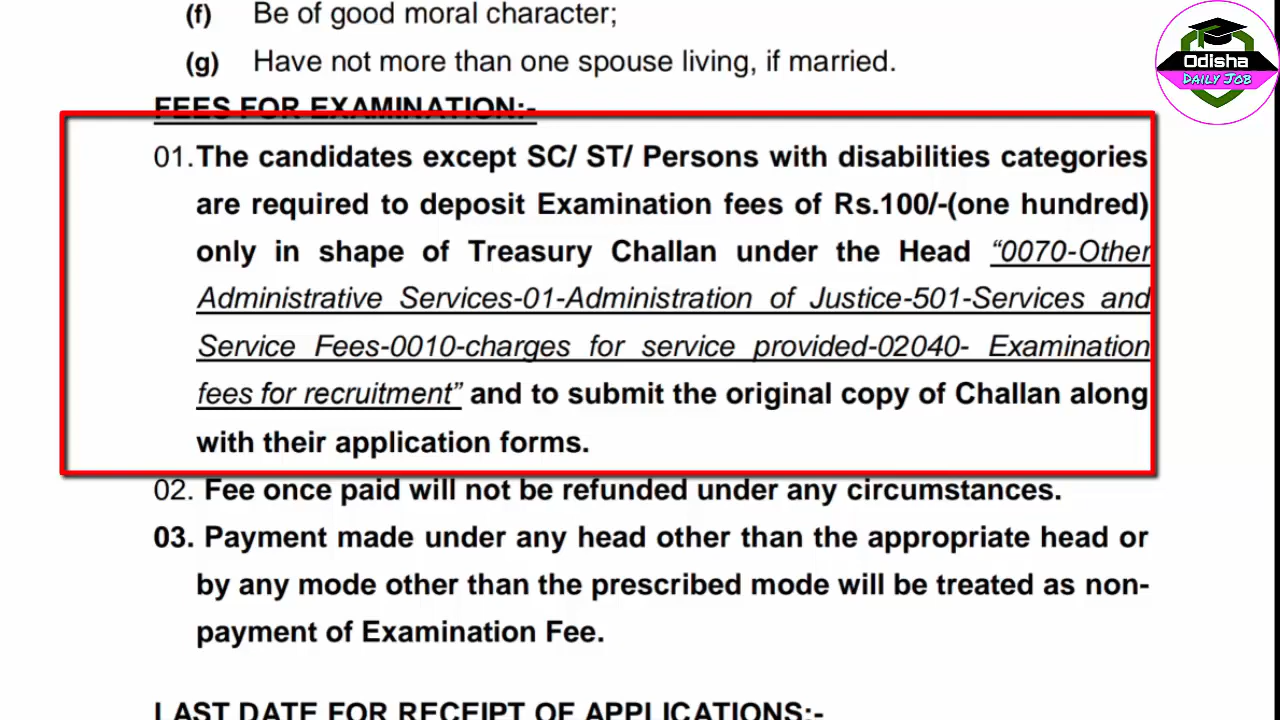 (f) Be of good moral character;
(g) Have not more than one spouse living, if married.
Odisha
DAILY JOB
FEES FOR EXAMINATION:-
01.The candidates except SC/ ST/ Persons with disabilities categories
are required to deposit Examination fees of Rs.100/-(one hundred)
only in shape of Treasury Challan under the Head “0070-Other
Administrative Services-01-Administration of Justice-501-Services and
Service Fees-0010-charges for service provided-02040- Examination
fees for recruitment” and to submit the original copy of Challan along
with their application forms.
02. Fee once paid will not be refunded under any circumstances.
03. Payment made under any head other than the appropriate head or
by any mode other than the prescribed mode will be treated as non-
payment of Examination Fee.
LAST DATE FOR RECEIPT OF APPLICATIONS:-